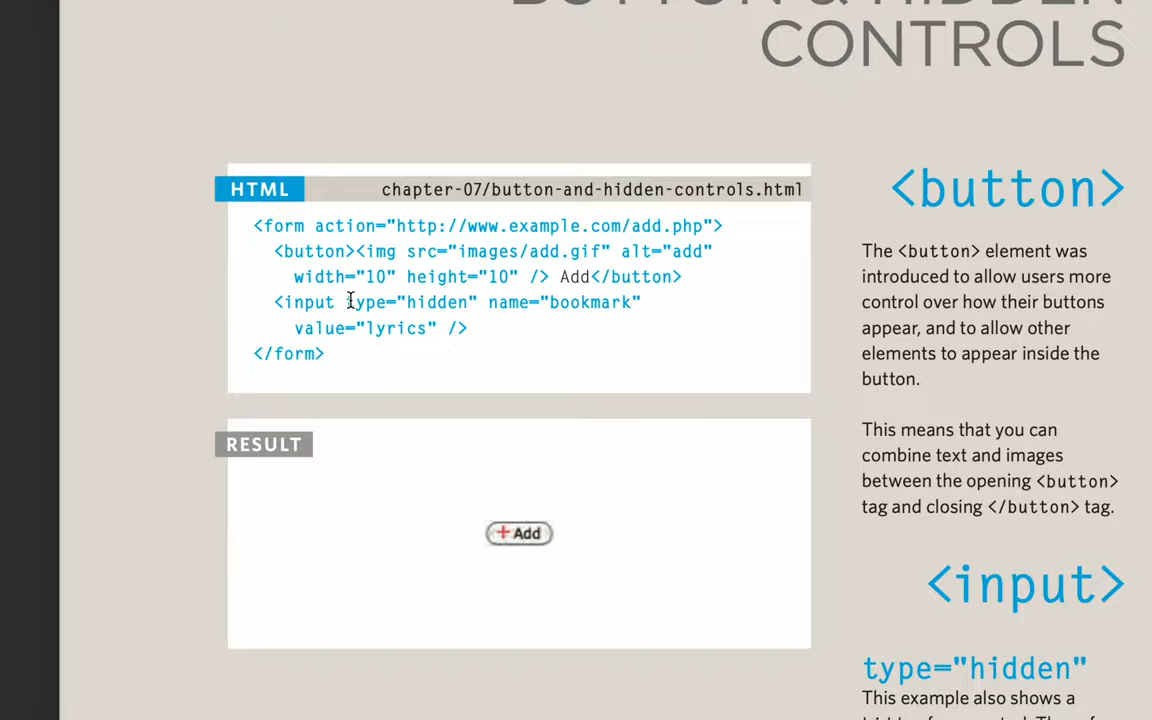 BUTTON & HIDDEN
CONTROLS
HTML
chapter-07/button-and-hidden-controls.html
<form action="http://www.example.com/add.php">
<button><img src="images/add.gif" alt="add"
width="10" height="10" /> Add</button>
<input type="hidden" name="bookmark"
value="lyrics" />
</form>
RESULT
+ Add
<button>
The <button> element was
introduced to allow users more
control over how their buttons
appear, and to allow other
elements to appear inside the
button.
This means that you can
combine text and images
between the opening <button>
tag and closing </button> tag.
<input>
type="hidden"
This example also shows a